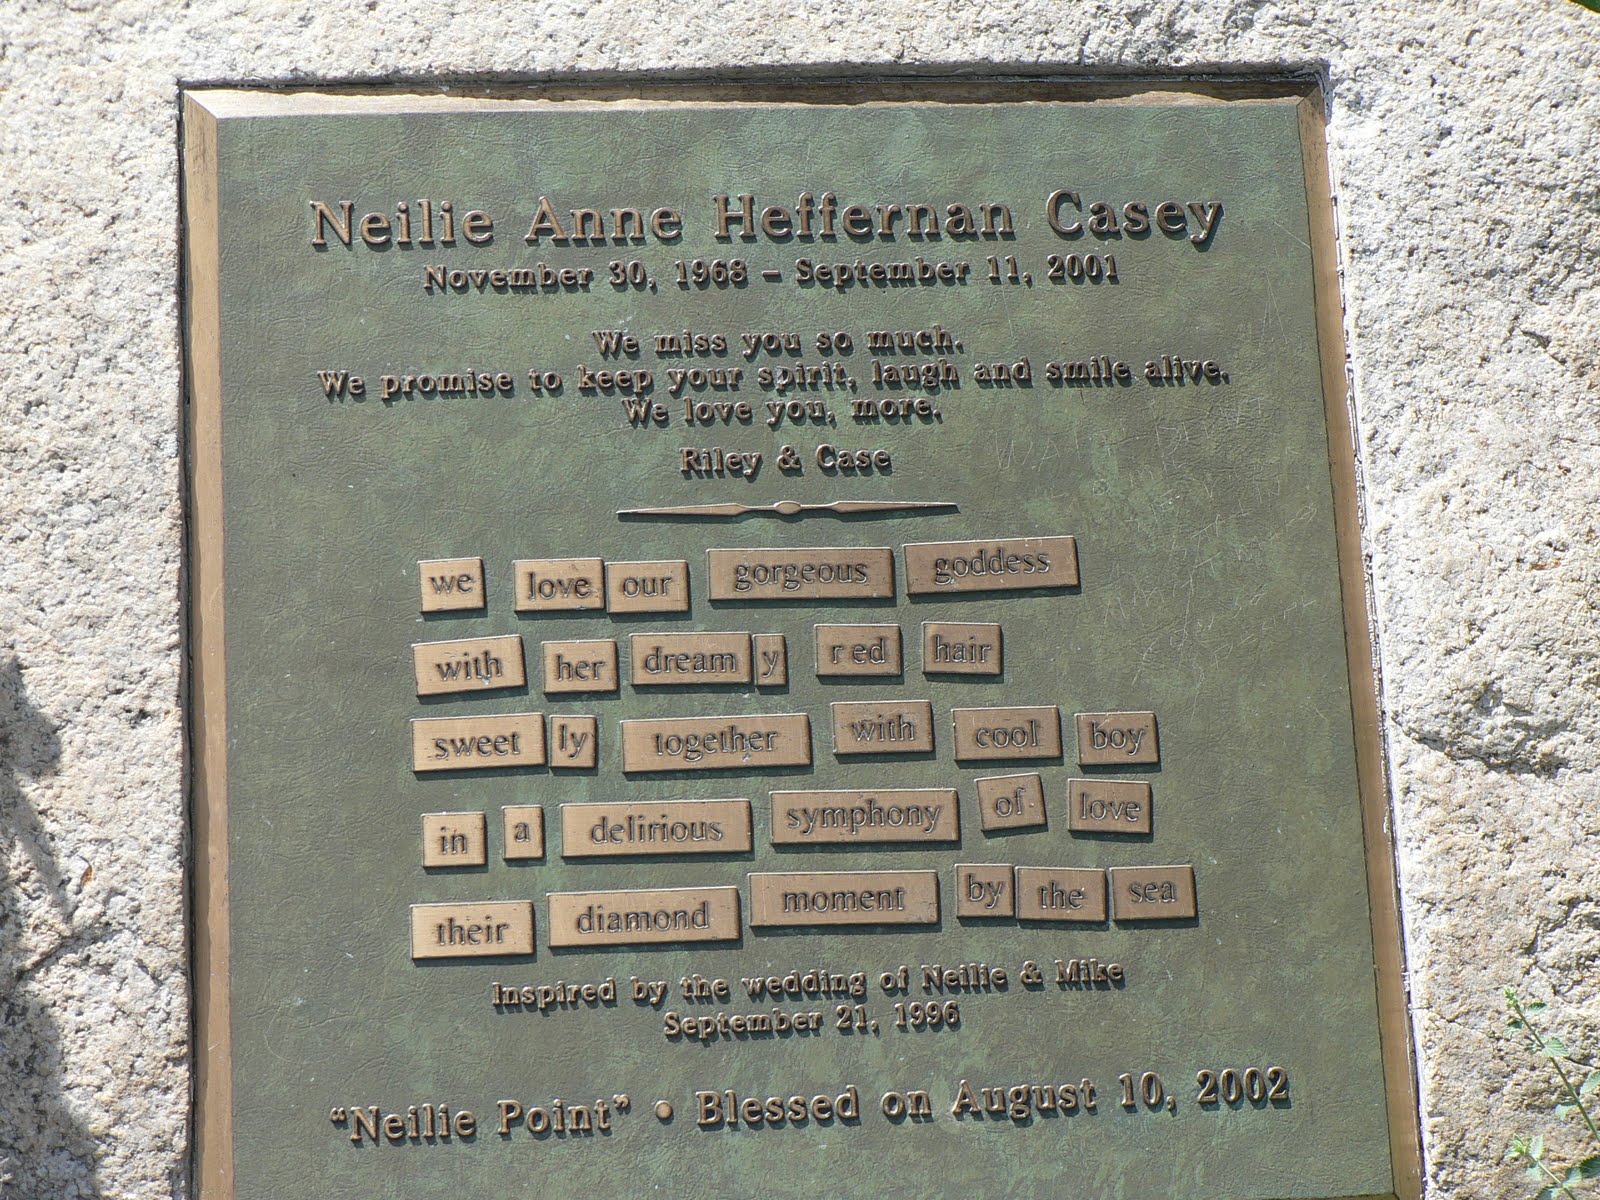 Neilie Anne Heffernan Casey
November 30, 1968 – September 11, 2001
We miss you so much.
We promise to keep your spirit, laugh and smile alive.
We love you, more.
Riley & Case
we love our gorgeous goddess
with her dream y red hair
sweet ly together with cool boy
in a delirious symphony of love
their diamond moment by the sea
Inspired by the wedding of Neilie & Mike
September 21, 1996
“Neilie Point” • Blessed on August 10, 2002